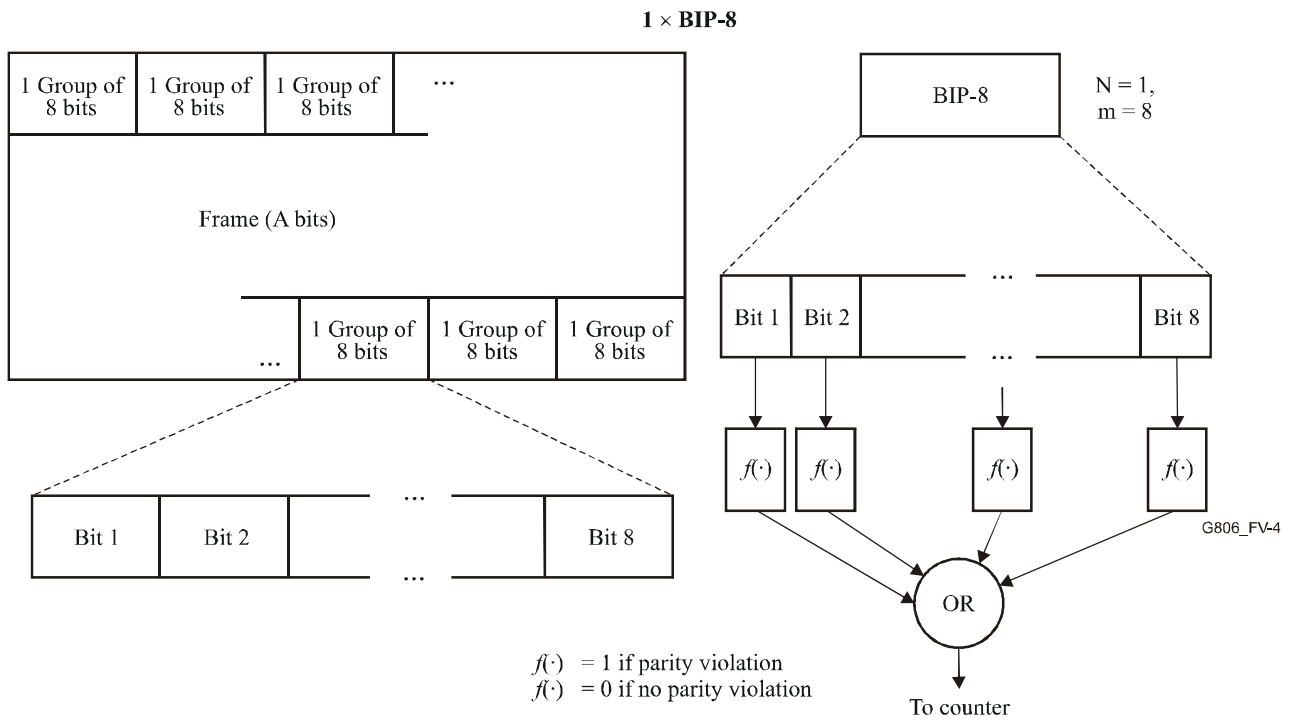 1 × BIP-8
1 Group of
8 bits
1 Group of
8 bits
1 Group of
8 bits
...
Frame (A bits)
...
1 Group of
8 bits
1 Group of
8 bits
1 Group of
8 bits
Bit 1
Bit 2
...
...
Bit 8
BIP-8
N = 1,
m = 8
Bit 1
Bit 2
...
...
Bit 8
f(·)
f(·)
f(·)
f(·)
G806_FV-4
OR
To counter
f(·) = 1 if parity violation
f(·) = 0 if no parity violation